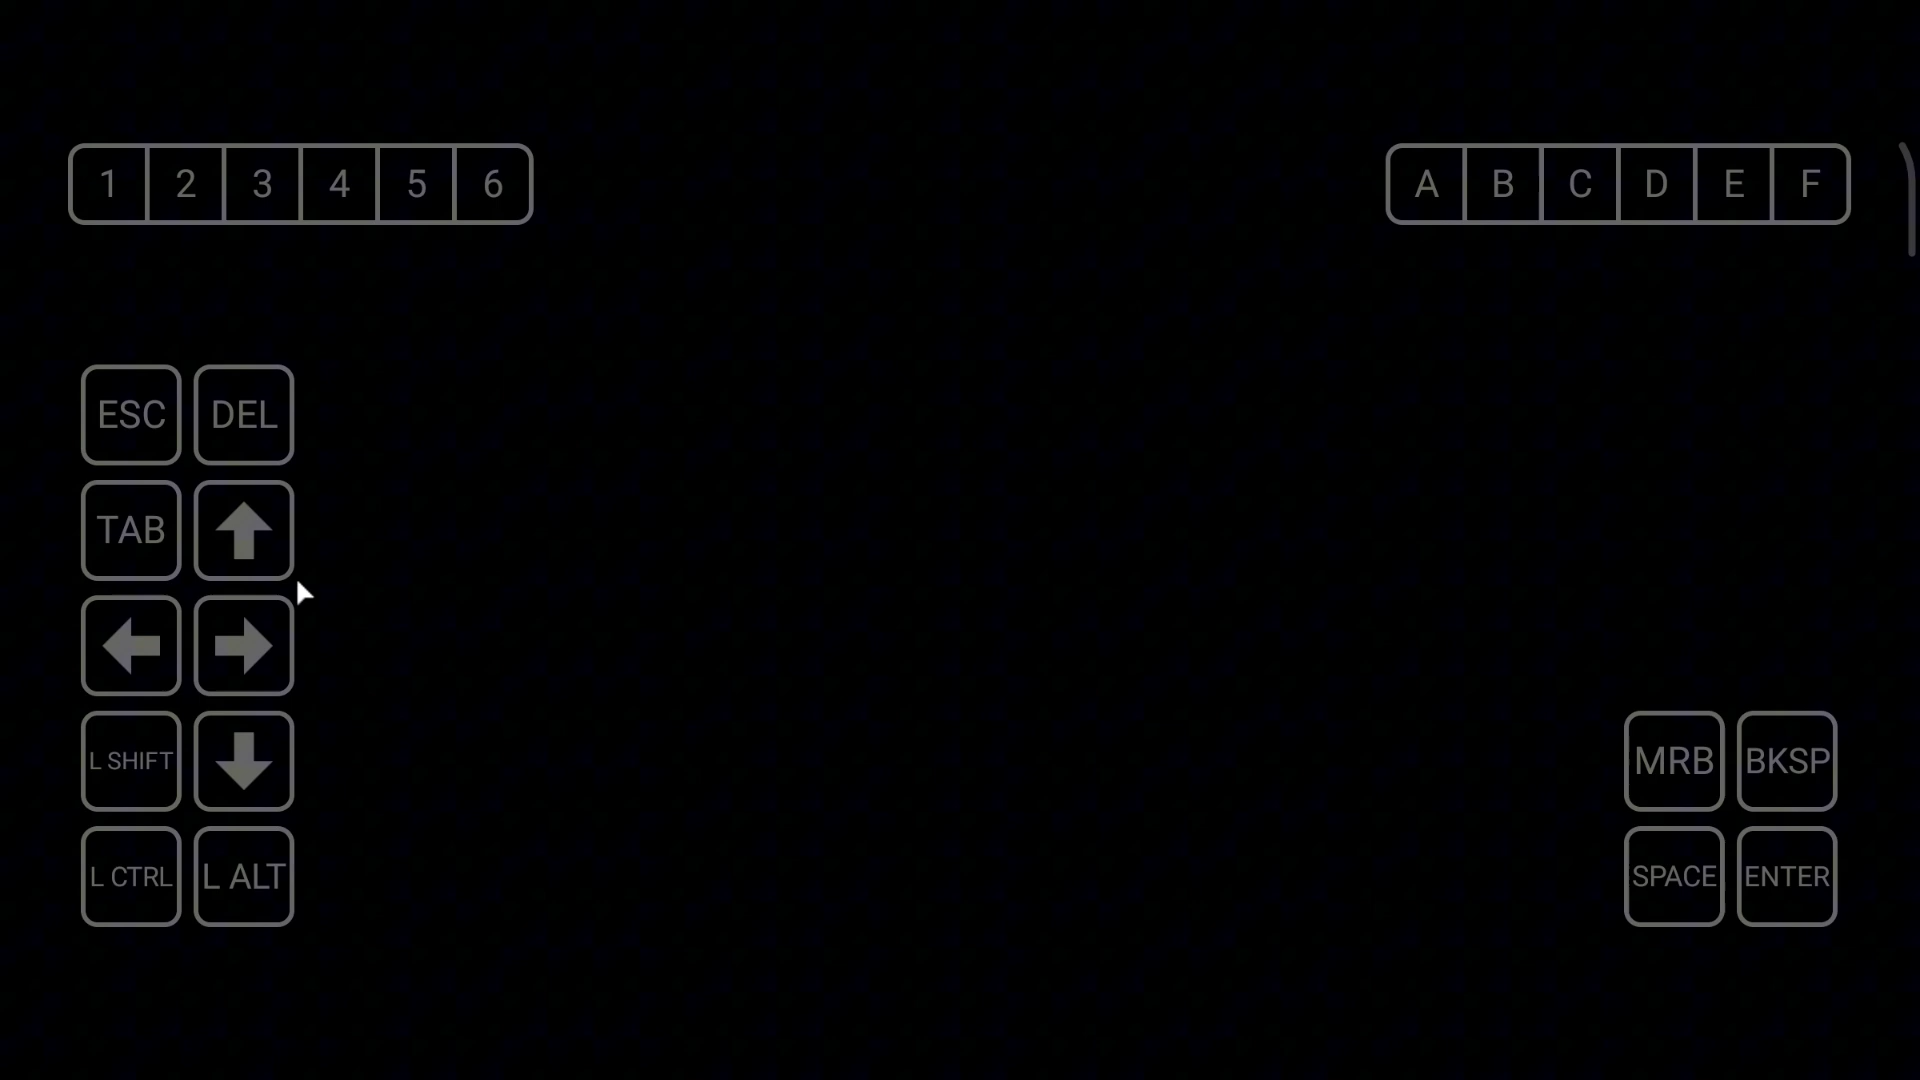 1 2 3 4 5 6
A B C D E F
ESC DEL
TAB
L SHIFT
MRB BKSP
L CTRL L ALT
SPACE ENTER